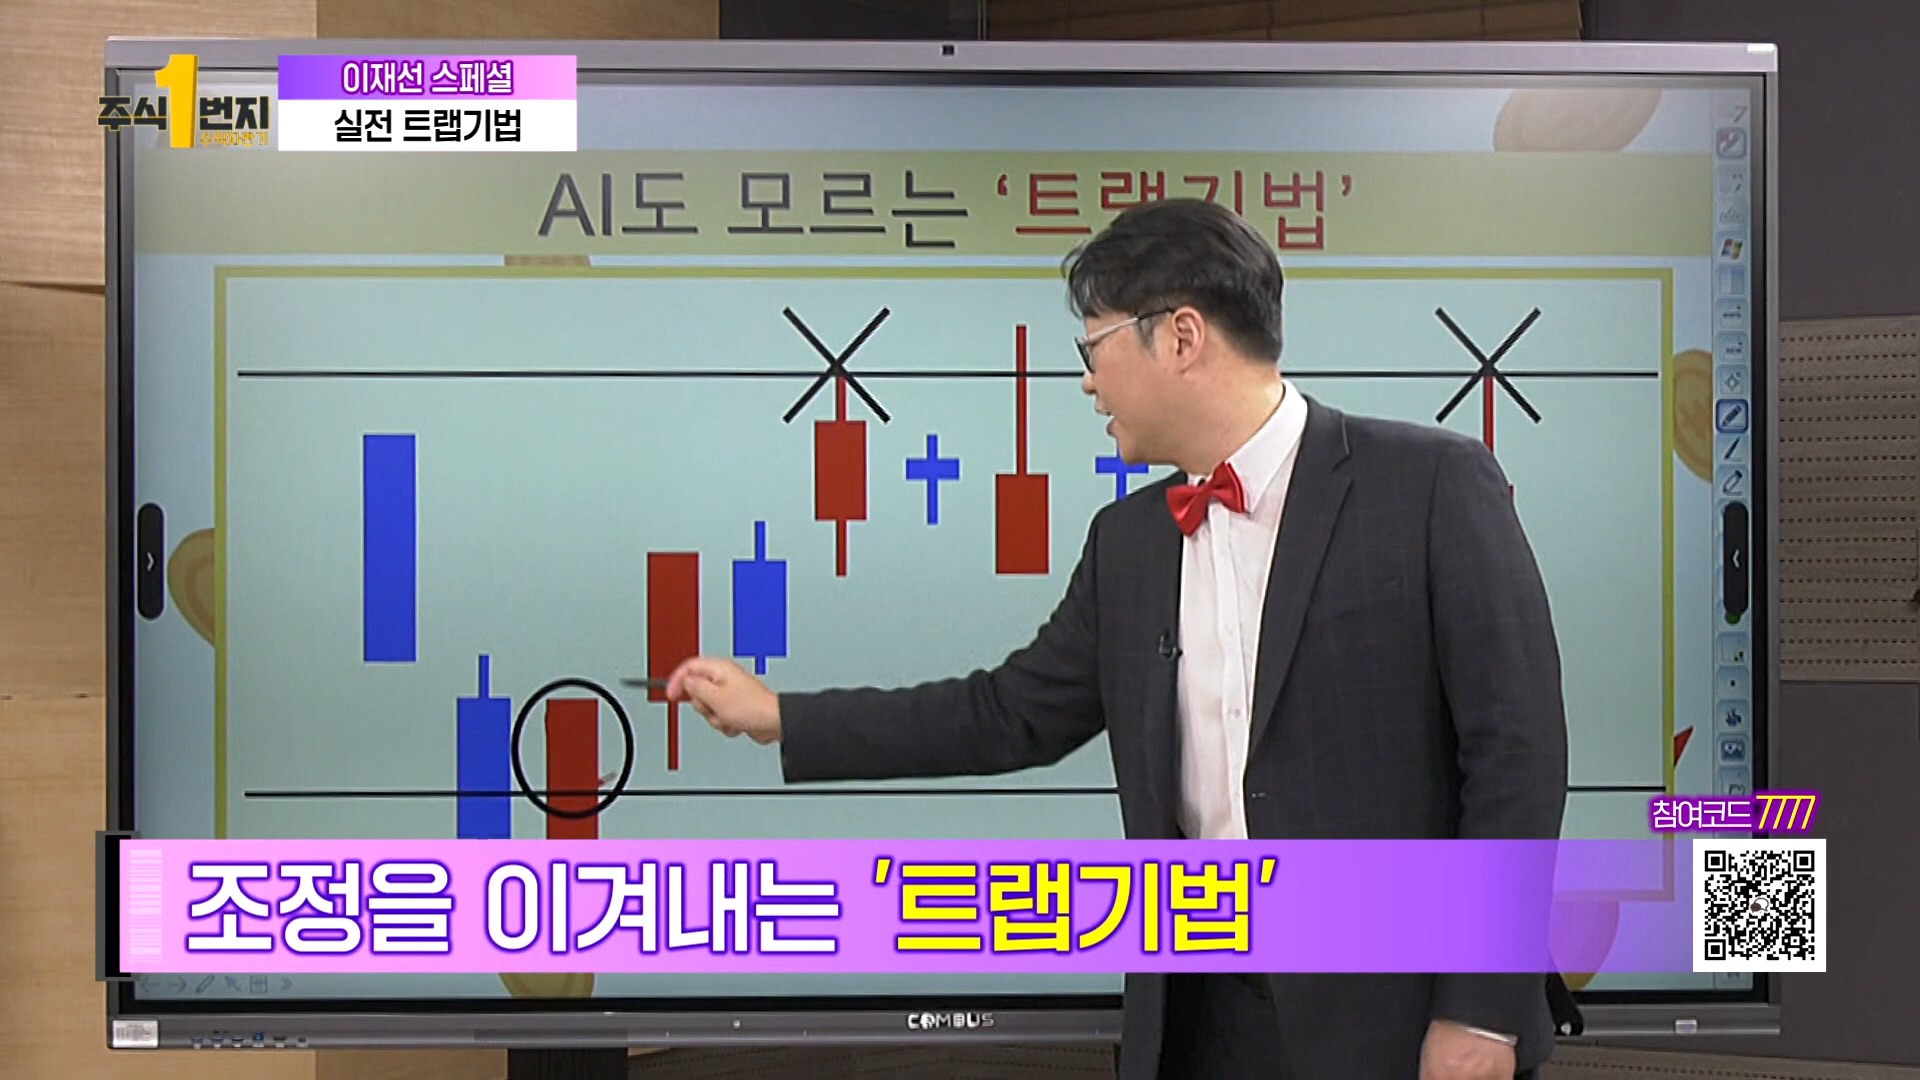 주식1번지
이재선 스페셜
실전 트랩기법
AI도 모르는 ‘트랩기법’
참여코드 7777
조정을 이겨내는 '트랩기법'
COMBUS